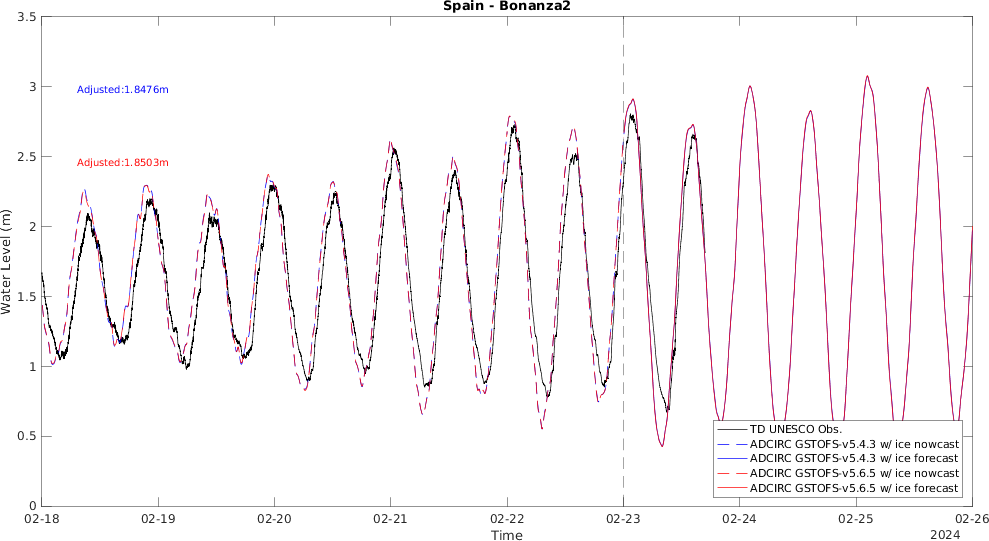 Spain - Bonanza2
3.5
3
2.5
2
1.5
1
0.5
0
Water Level (m)
Adjusted:1.8476m
Adjusted:1.8503m
TD UNESCO Obs.
ADCIRC GSTOFS-v5.4.3 w/ ice nowcast
ADCIRC GSTOFS-v5.4.3 w/ ice forecast
ADCIRC GSTOFS-v5.6.5 w/ ice nowcast
ADCIRC GSTOFS-v5.6.5 w/ ice forecast
02-18 02-19 02-20 02-21 02-22 02-23 02-24 02-25 02-26
Time
2024